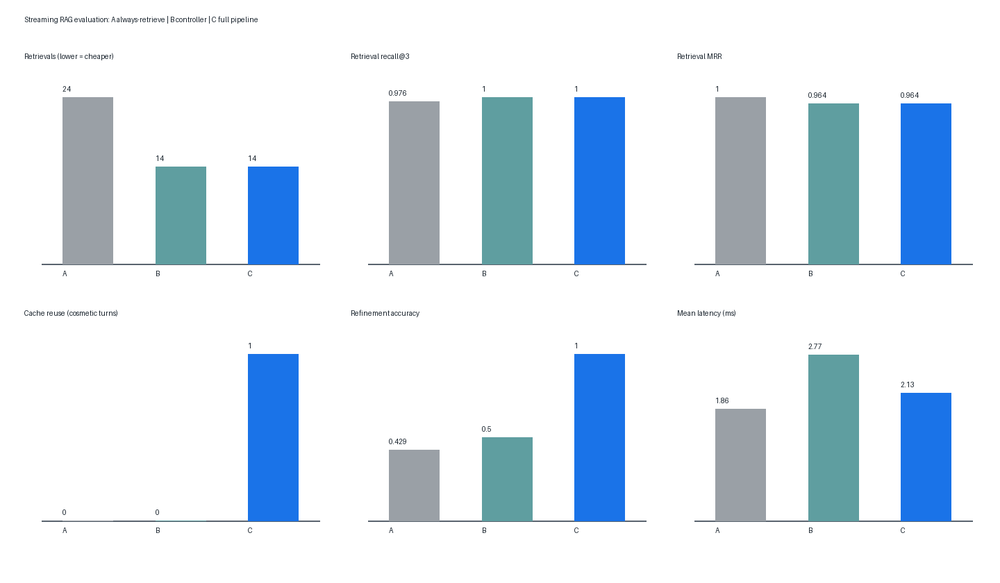 Streaming RAG evaluation: A always-retrieve | B controller | C full pipeline
Retrievals (lower = cheaper)
24
14
14
A B C
Retrieval recall@3
0.976
1
1
A B C
Retrieval MRR
1
0.964
0.964
A B C
Cache reuse (cosmetic turns)
0
0
1
A B C
Refinement accuracy
0.429
0.5
1
A B C
Mean latency (ms)
1.86
2.77
2.13
A B C